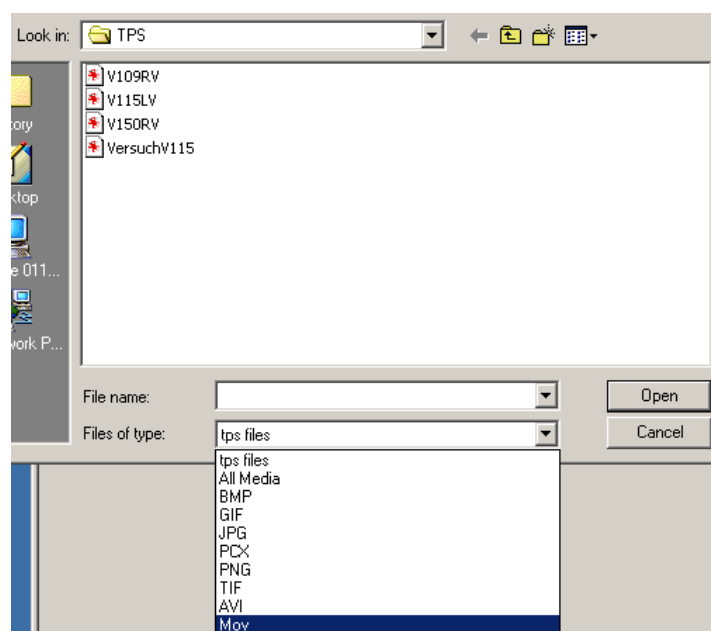 Look in: TPS
V109RV
V115LV
V150RV
VersuchV115
tory
ktop
e 011...
work P...
File name:
Open
Files of type: tps files
Cancel
tps files
All Media
BMP
GIF
JPG
PCX
PNG
TIF
AVI
Mov